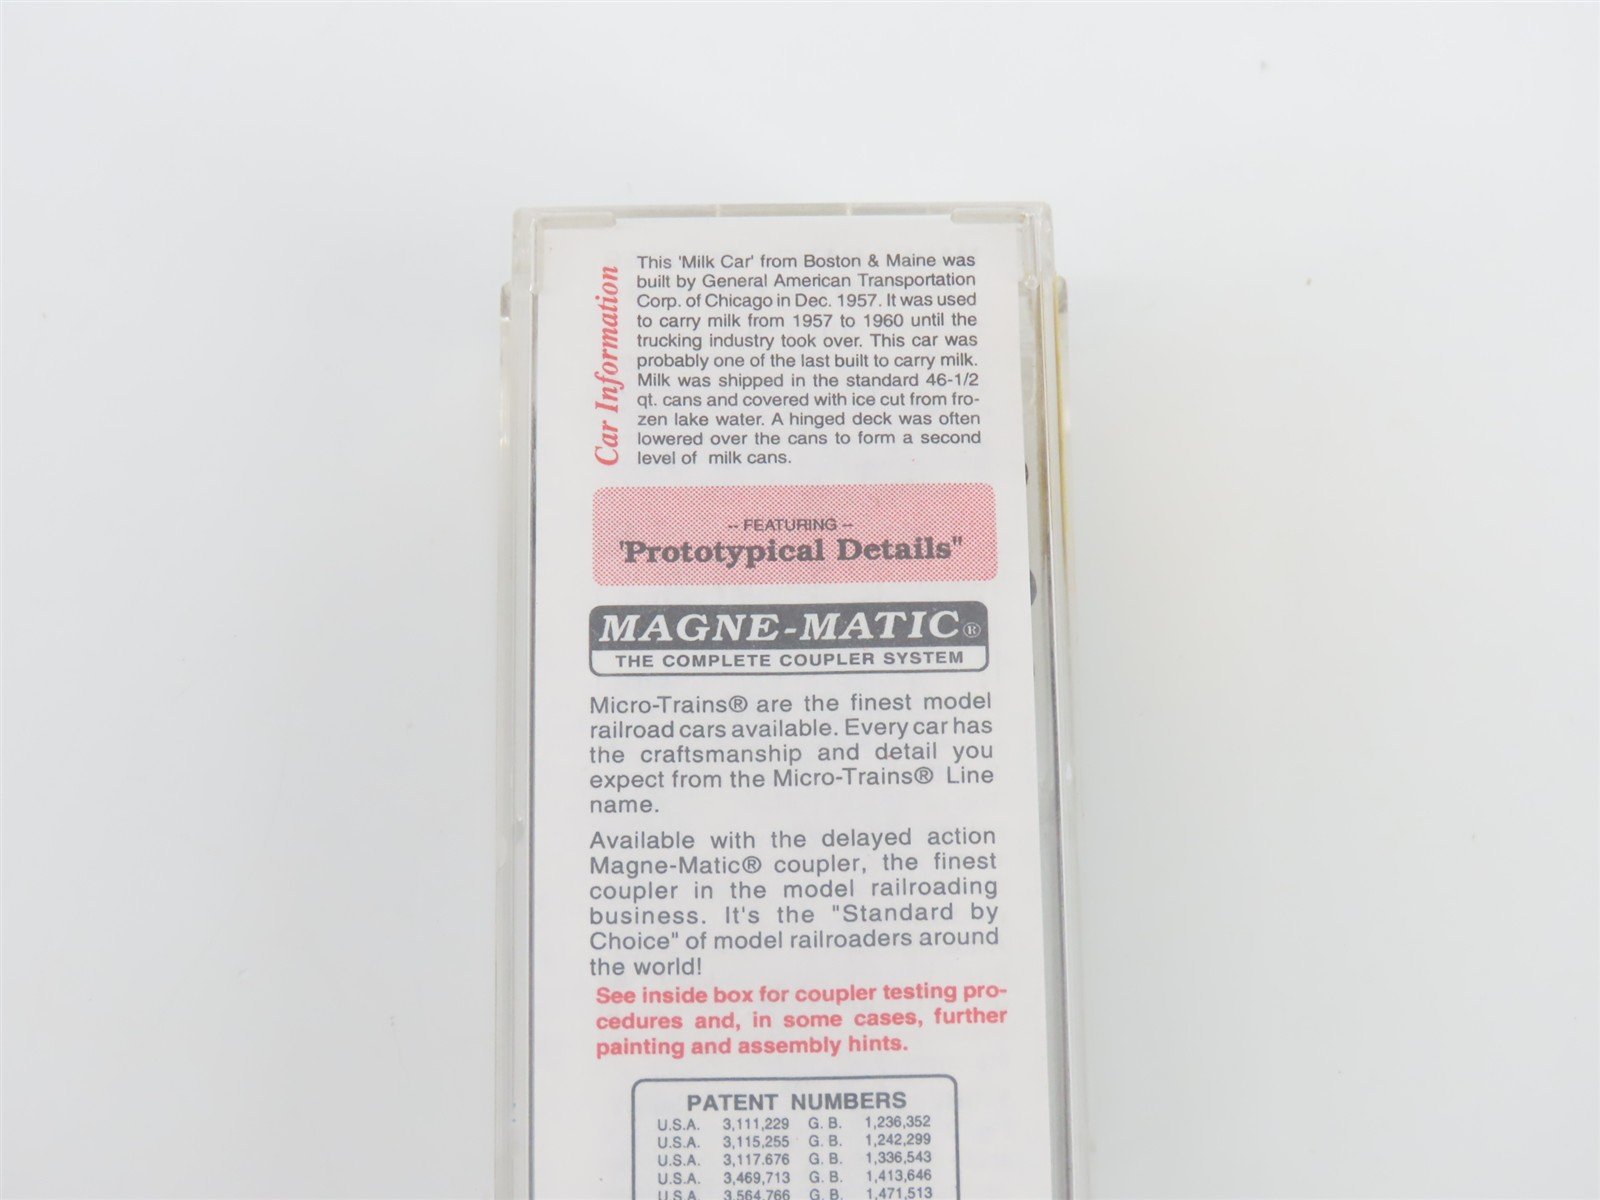 Car Information
This 'Milk Car' from Boston & Maine was
built by General American Transportation
Corp. of Chicago in Dec. 1957. It was used
to carry milk from 1957 to 1960 until the
trucking industry took over. This car was
probably one of the last built to carry milk.
Milk was shipped in the standard 46-1/2
qt. cans and covered with ice cut from fro-
zen lake water. A hinged deck was often
lowered over the cans to form a second
level of milk cans.
-- FEATURING --
'Prototypical Details"
MAGNE-MATIC®
THE COMPLETE COUPLER SYSTEM
Micro-Trains® are the finest model
railroad cars available. Every car has
the craftsmanship and detail you
expect from the Micro-Trains® Line
name.
Available with the delayed action
Magne-Matic® coupler, the finest
coupler in the model railroading
business. It's the "Standard by
Choice" of model railroaders around
the world!
See inside box for coupler testing pro-
cedures and, in some cases, further
painting and assembly hints.
PATENT NUMBERS
U.S.A. 3,111,229 G. B. 1,236,352
U.S.A. 3,115,255 G. B. 1,242,299
U.S.A. 3,117.676 G. B. 1,336,543
U.S.A. 3,469,713 G. B. 1,413,646
U.S.A. 3,564,766 G. B. 1,471,513